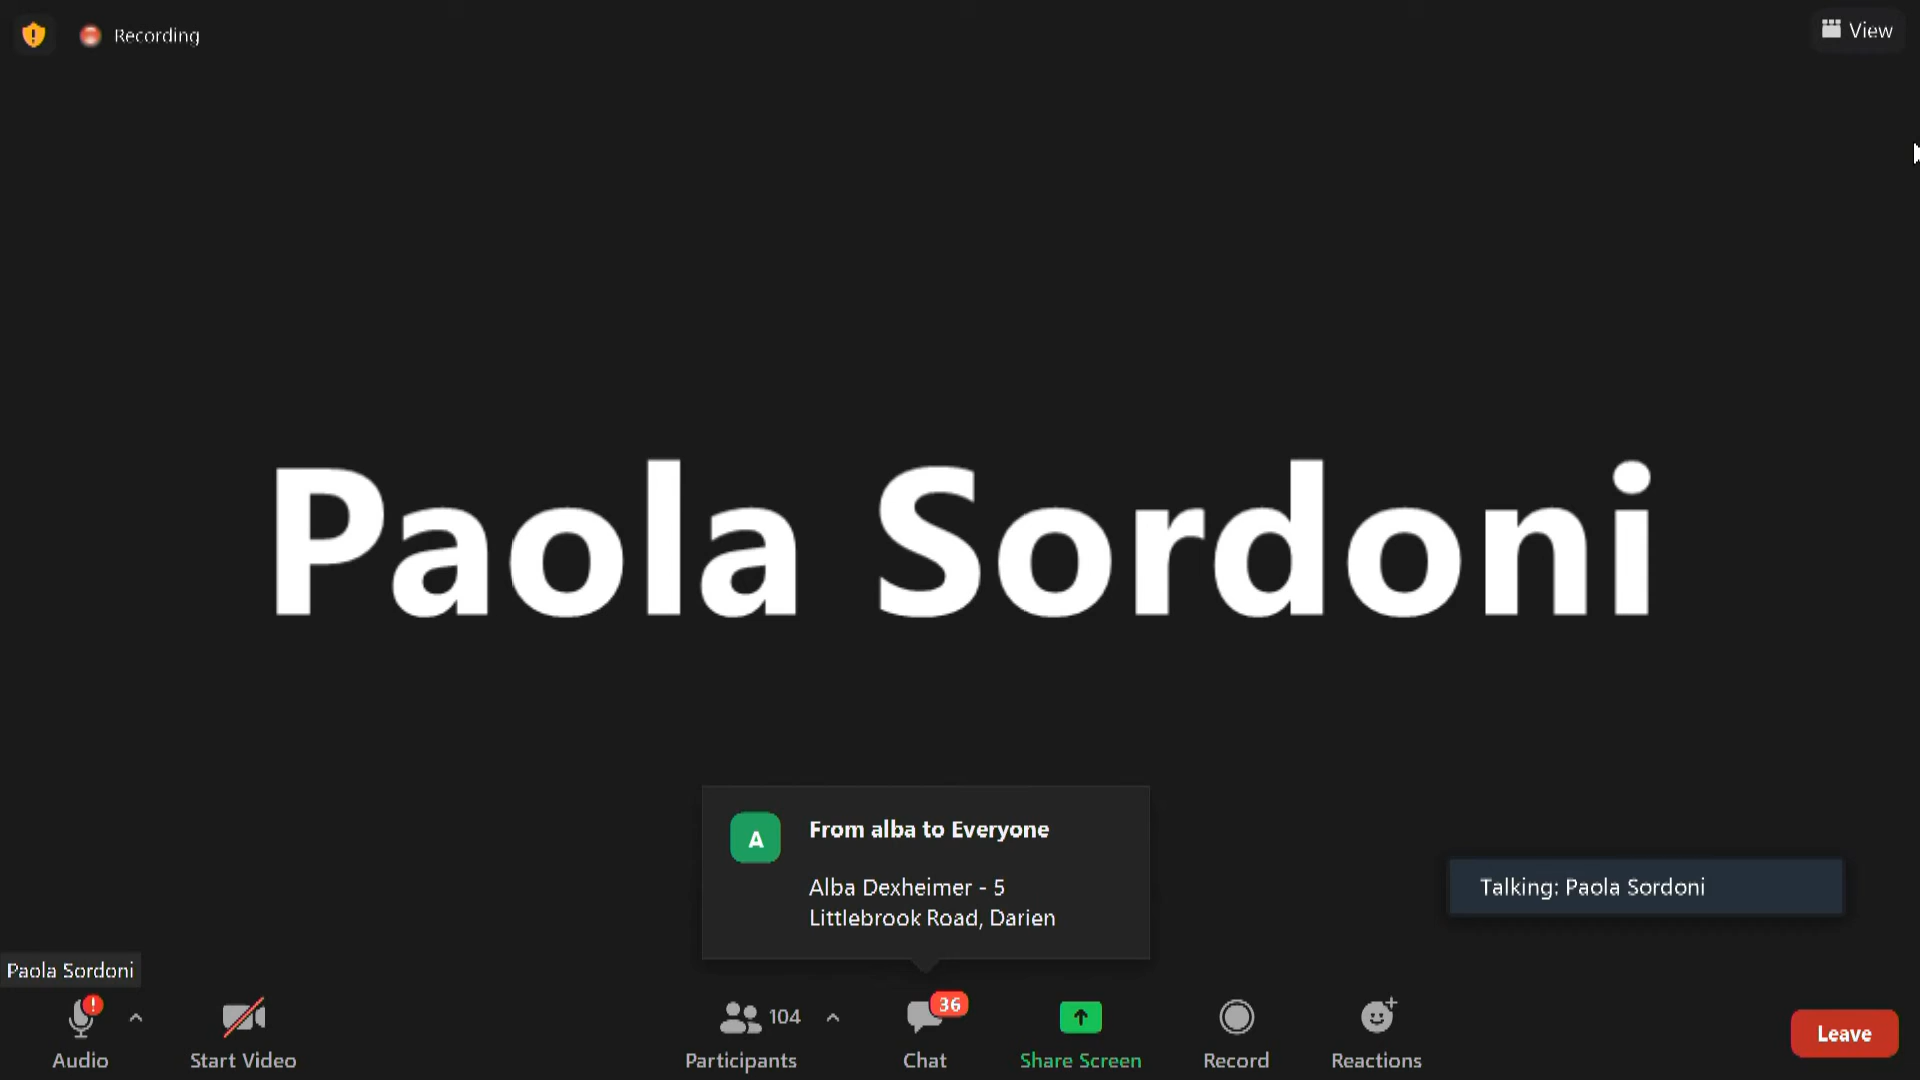 Recording
View
Paola Sordoni
A
From alba to Everyone
Alba Dexheimer - 5
Littlebrook Road, Darien
Talking: Paola Sordoni
Paola Sordoni
104
36
Audio
Start Video
Participants
Chat
Share Screen
Record
Reactions
Leave